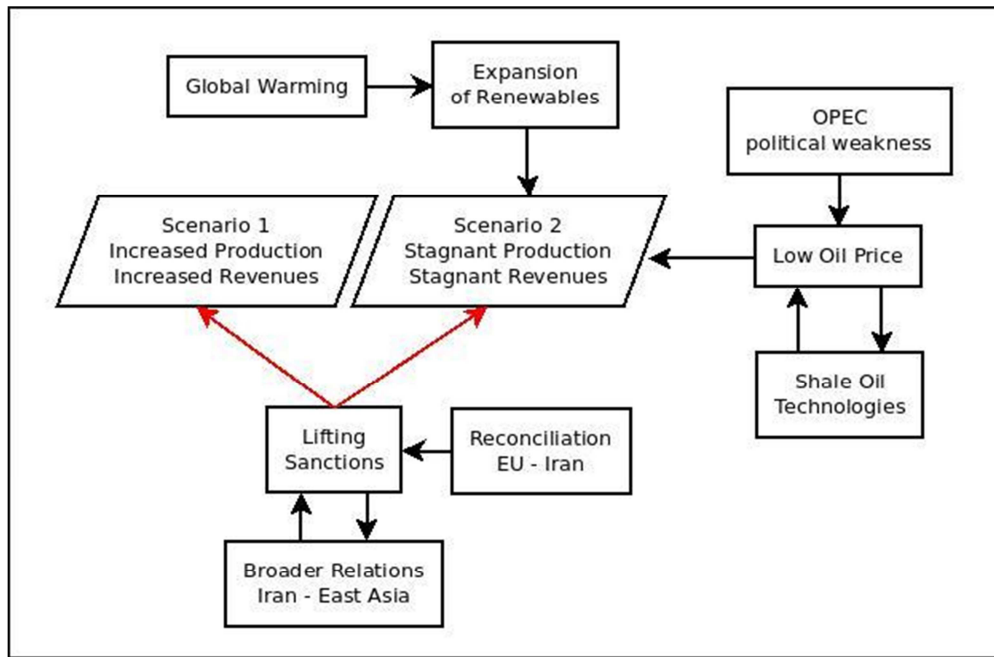 Global Warming
Expansion
of Renewables
OPEC
political weakness
Scenario 1
Increased Production
Increased Revenues
Scenario 2
Stagnant Production
Stagnant Revenues
Low Oil Price
Shale Oil
Technologies
Lifting
Sanctions
Reconciliation
EU - Iran
Broader Relations
Iran - East Asia